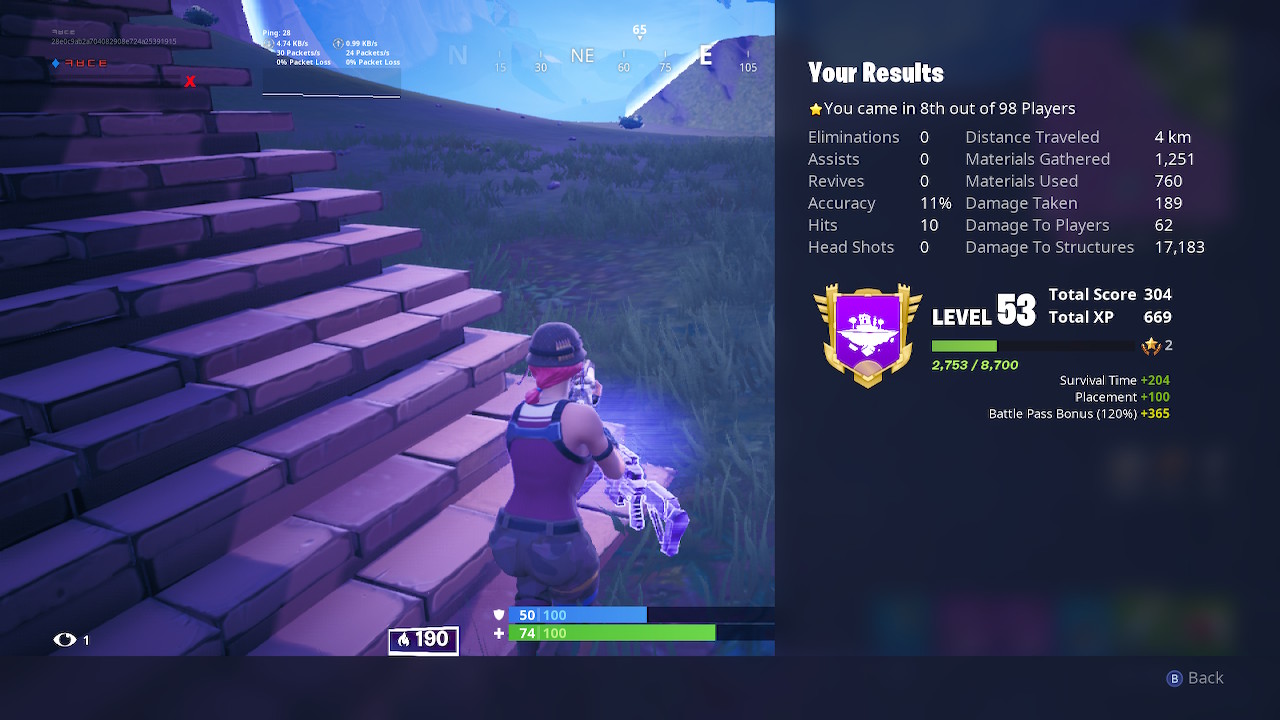 Ping: 28
4.74 KB/s 0.99 KB/s
30 Packets/s 24 Packets/s
0% Packet Loss 0% Packet Loss
X
65
N NE E
15 30 60 75 105
50 | 100
74 | 100
190
1
Your Results
You came in 8th out of 98 Players
Eliminations 0 Distance Traveled 4 km
Assists 0 Materials Gathered 1,251
Revives 0 Materials Used 760
Accuracy 11% Damage Taken 189
Hits 10 Damage To Players 62
Head Shots 0 Damage To Structures 17,183
LEVEL 53 Total Score 304
Total XP 669
2
2,753 / 8,700
Survival Time +204
Placement +100
Battle Pass Bonus (120%) +365
B Back